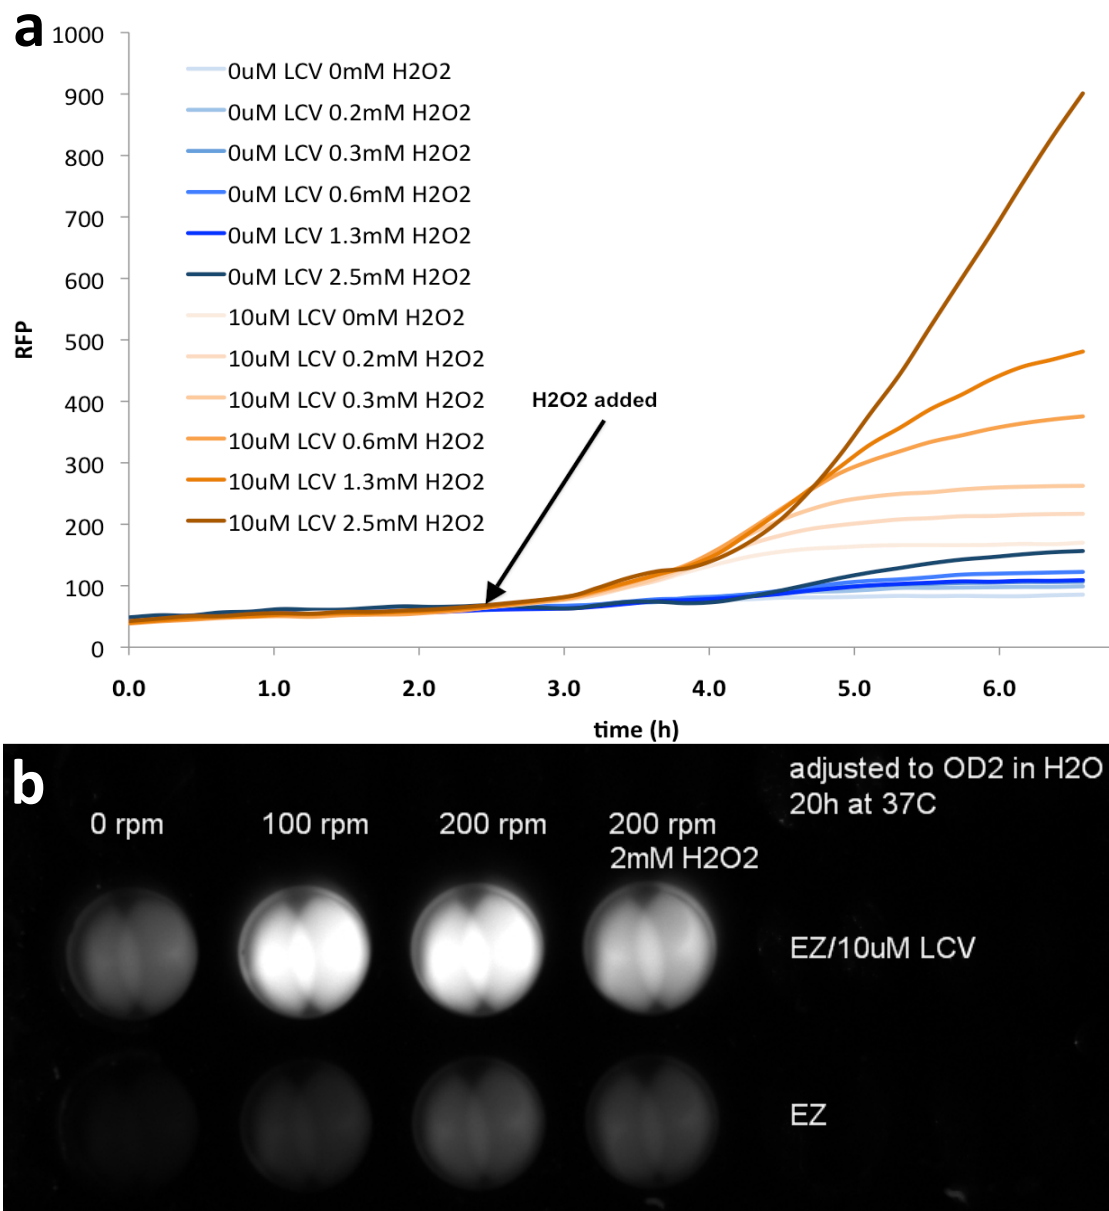 a
1000
900
800
700
600
500
400
300
200
100
0
RFP
0uM LCV 0mM H2O2
0uM LCV 0.2mM H2O2
0uM LCV 0.3mM H2O2
0uM LCV 0.6mM H2O2
0uM LCV 1.3mM H2O2
0uM LCV 2.5mM H2O2
10uM LCV 0mM H2O2
10uM LCV 0.2mM H2O2
10uM LCV 0.3mM H2O2
10uM LCV 0.6mM H2O2
10uM LCV 1.3mM H2O2
10uM LCV 2.5mM H2O2
H2O2 added
0.0 1.0 2.0 3.0 4.0 5.0 6.0
time (h)
b
adjusted to OD2 in H2O
20h at 37C
0 rpm 100 rpm 200 rpm 200 rpm
2mM H2O2
EZ/10uM LCV
EZ